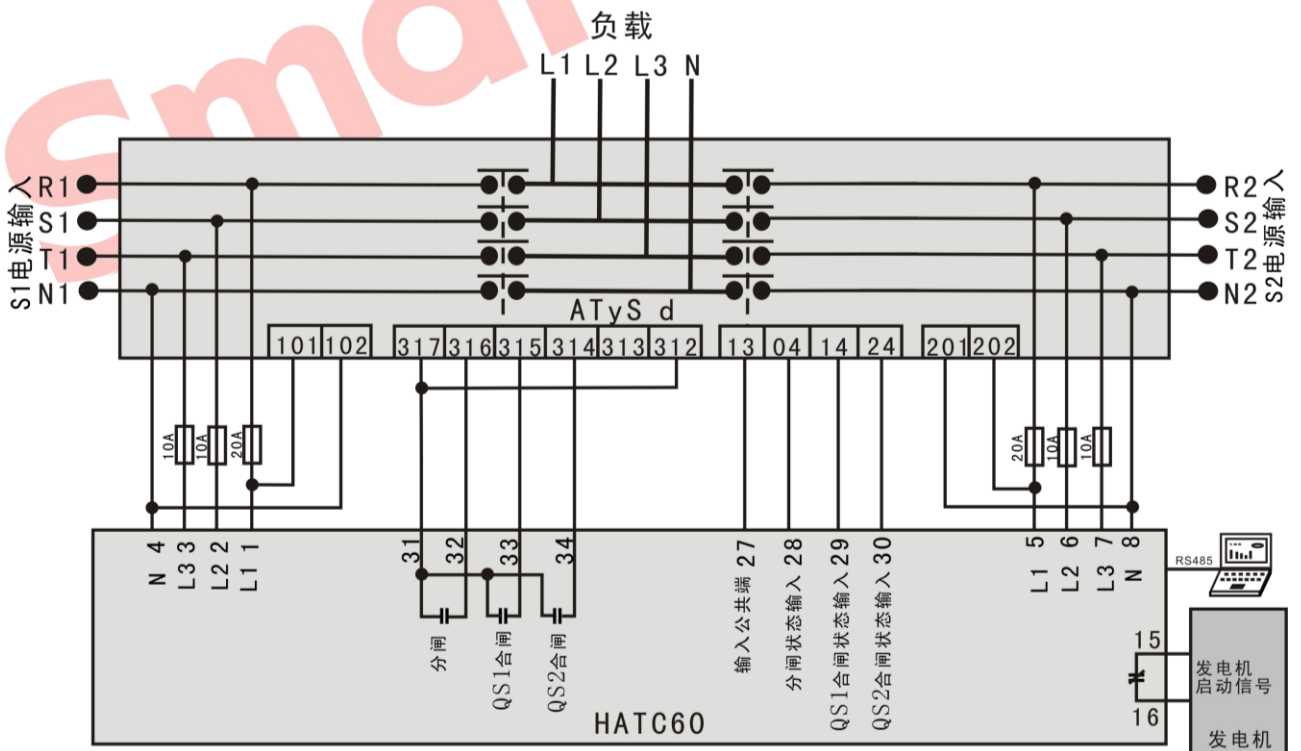 Smar
负载
L1 L2 L3 N
S1电源输入
R1
S1
T1
N1
R2
S2
T2
N2
S2电源输入
ATyS d
101 102
317 316 315 314 313 312
13 04 14 24
201 202
10A
10A
20A
20A
10A
10A
N 4
L3 3
L2 2
L1 1
31
32
33
34
分闸
QS1合闸
QS2合闸
输入公共端 27
分闸状态输入 28
QS1合闸状态输入 29
QS2合闸状态输入 30
L1 5
L2 6
L3 7
N 8
RS485
15
16
发电机
启动信号
发电机
HATC60